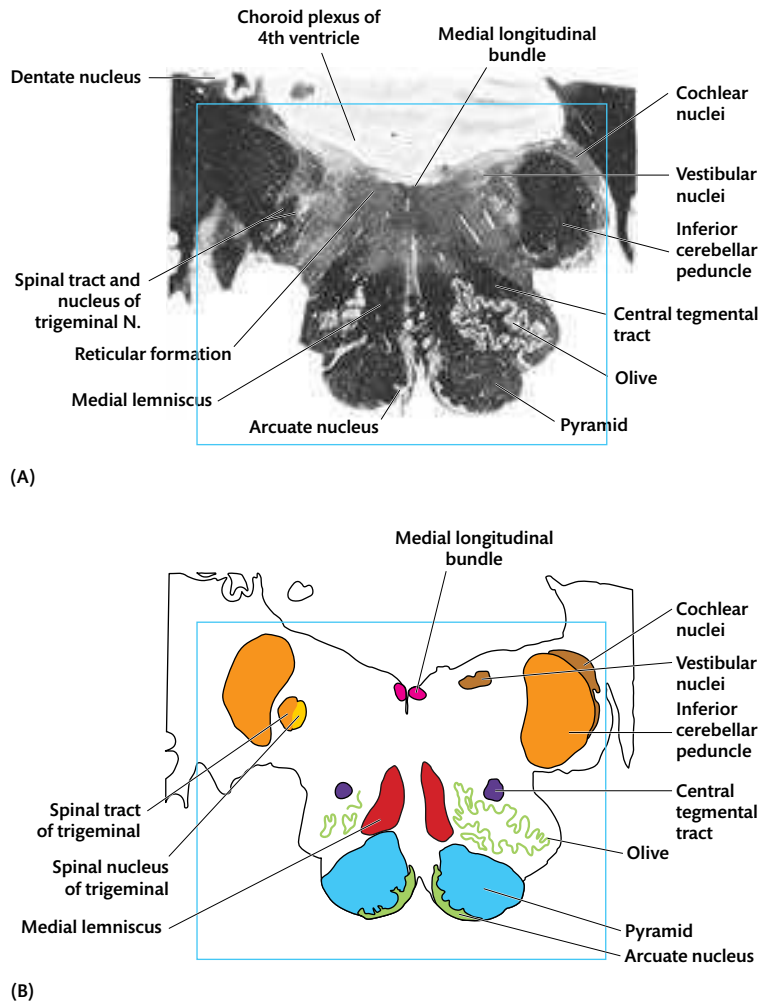 Choroid plexus of
4th ventricle
Medial longitudinal
bundle
Dentate nucleus
Cochlear
nuclei
Vestibular
nuclei
Inferior
cerebellar
peduncle
Spinal tract and
nucleus of
trigeminal N.
Central tegmental
tract
Reticular formation
Olive
Medial lemniscus
Arcuate nucleus
Pyramid
(A)
Medial longitudinal
bundle
Cochlear
nuclei
Vestibular
nuclei
Inferior
cerebellar
peduncle
Spinal tract
of trigeminal
Central
tegmental
tract
Olive
Spinal nucleus
of trigeminal
Medial lemniscus
Pyramid
Arcuate nucleus
(B)